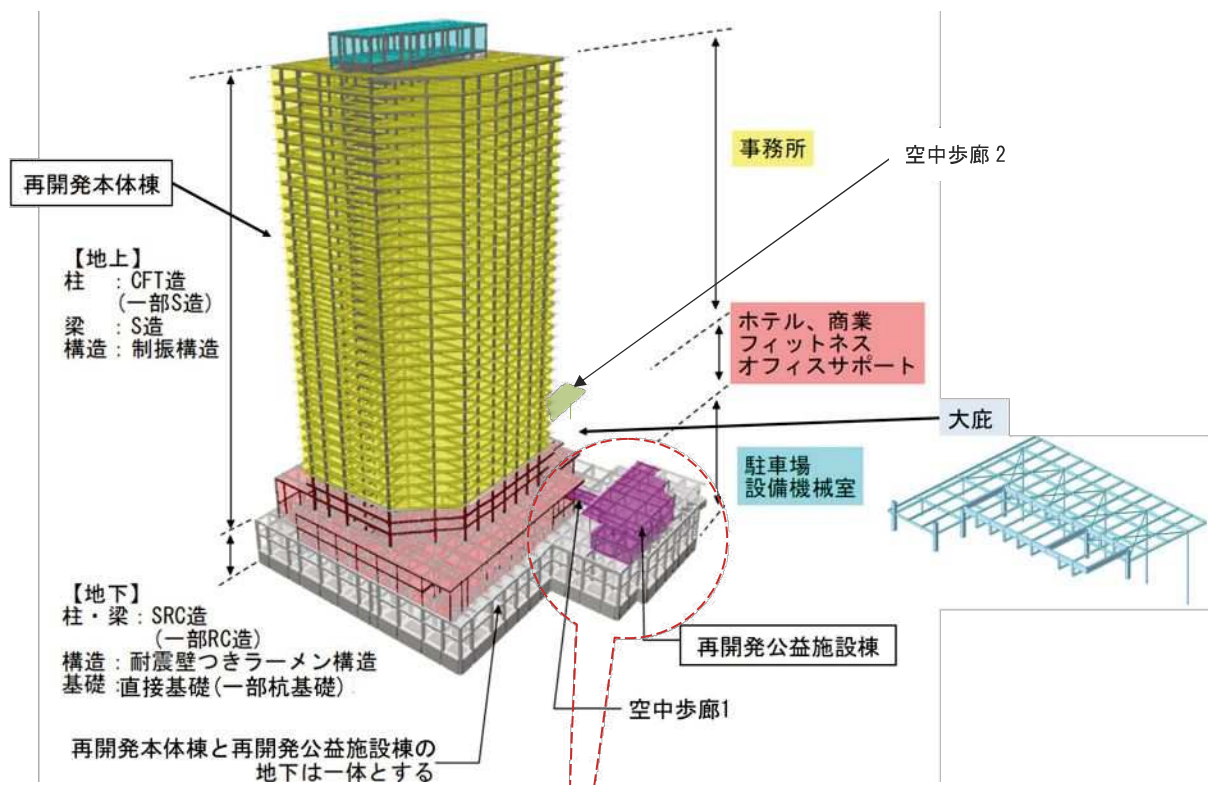 事務所
空中歩廊２
再開発本体棟
【地上】
柱　：CFT造
(一部S造)
梁　：S造
構造：制振構造
ホテル、商業
フィットネス
オフィスサポート
大庇
駐車場
設備機械室
【地下】
柱・梁：SRC造
(一部RC造)
構造：耐震壁つきラーメン構造
基礎：直接基礎(一部杭基礎)
再開発公益施設棟
空中歩廊1
再開発本体棟と再開発公益施設棟の
地下は一体とする